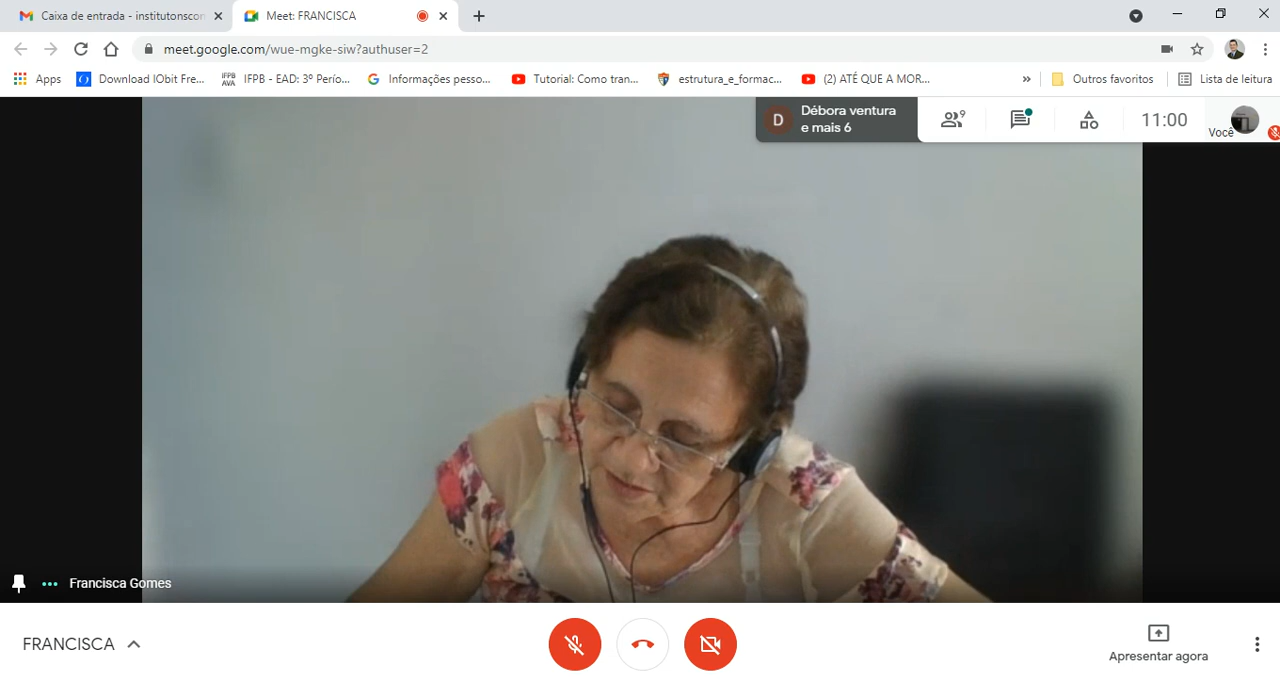 Caixa de entrada - institutonscon
Meet: FRANCISCA
meet.google.com/wue-mgke-siw?authuser=2
Apps
Download IObit Fre...
IFPB AVA
IFPB - EAD: 3º Perío...
Informações pesso...
Tutorial: Como tran...
estrutura_e_formac...
(2) ATÉ QUE A MOR...
»
Outros favoritos
Lista de leitura
D
Débora ventura
e mais 6
9
11:00
Você
Francisca Gomes
FRANCISCA
Apresentar agora